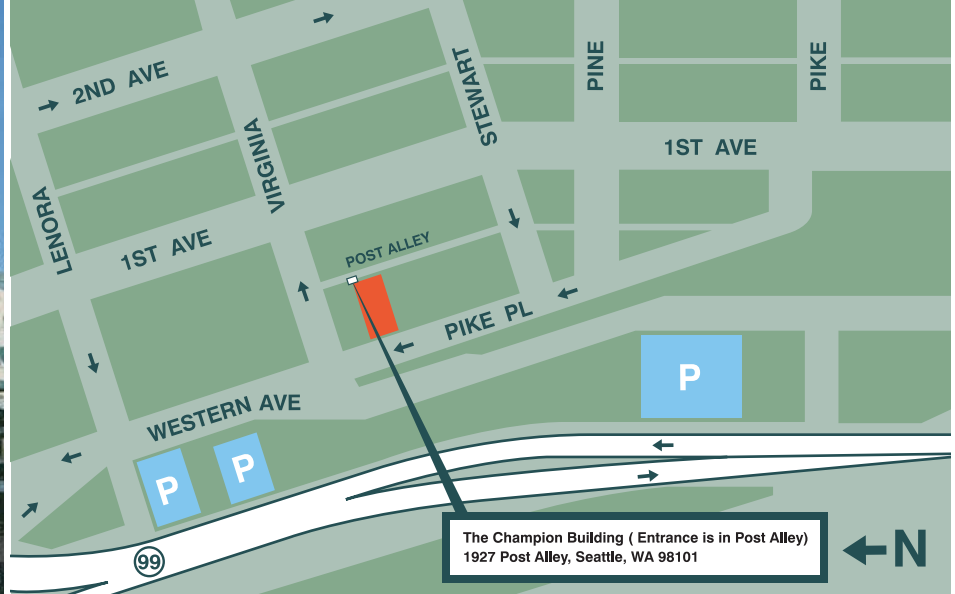 2ND AVE
PINE
PIKE
STEWART
1ST AVE
VIRGINIA
LENORA
1ST AVE
POST ALLEY
PIKE PL
P
WESTERN AVE
P
P
The Champion Building ( Entrance is in Post Alley)
1927 Post Alley, Seattle, WA 98101
N
99